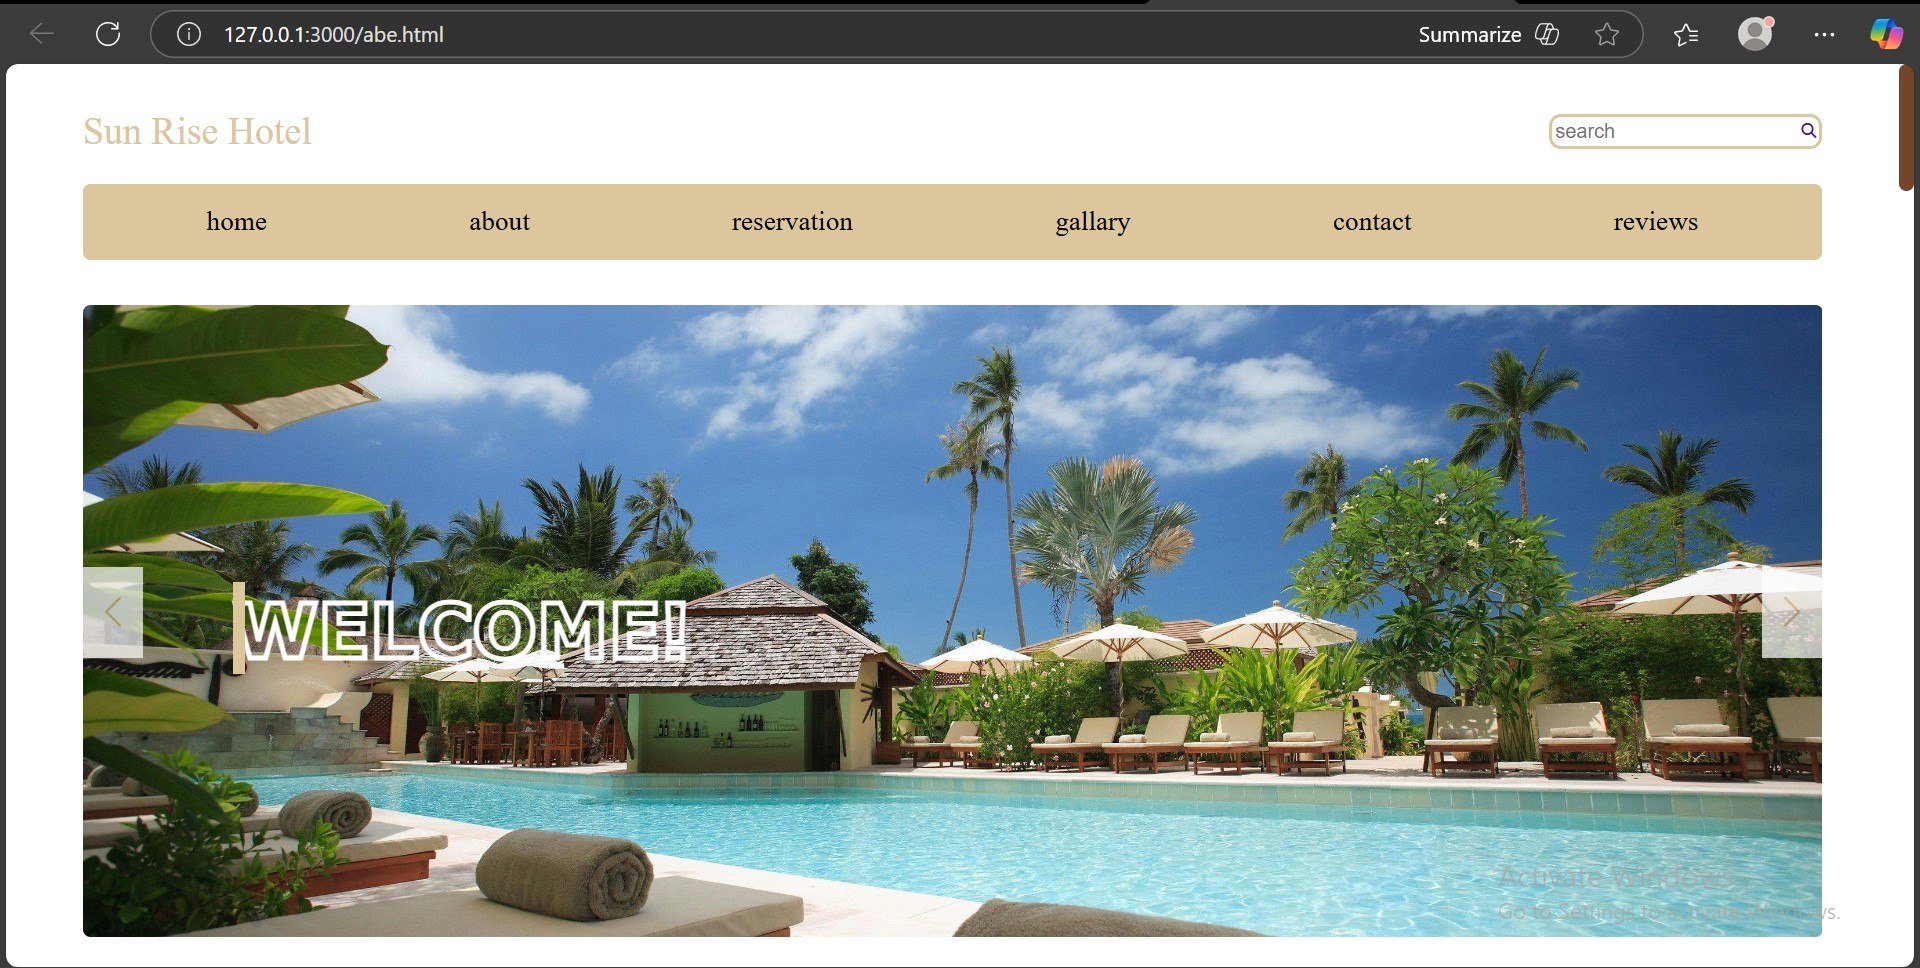 127.0.0.1:3000/abe.html
Summarize
Sun Rise Hotel
search
home about reservation gallary contact reviews
WELCOME!
Activate Windows
Go to Settings to activate Windows.